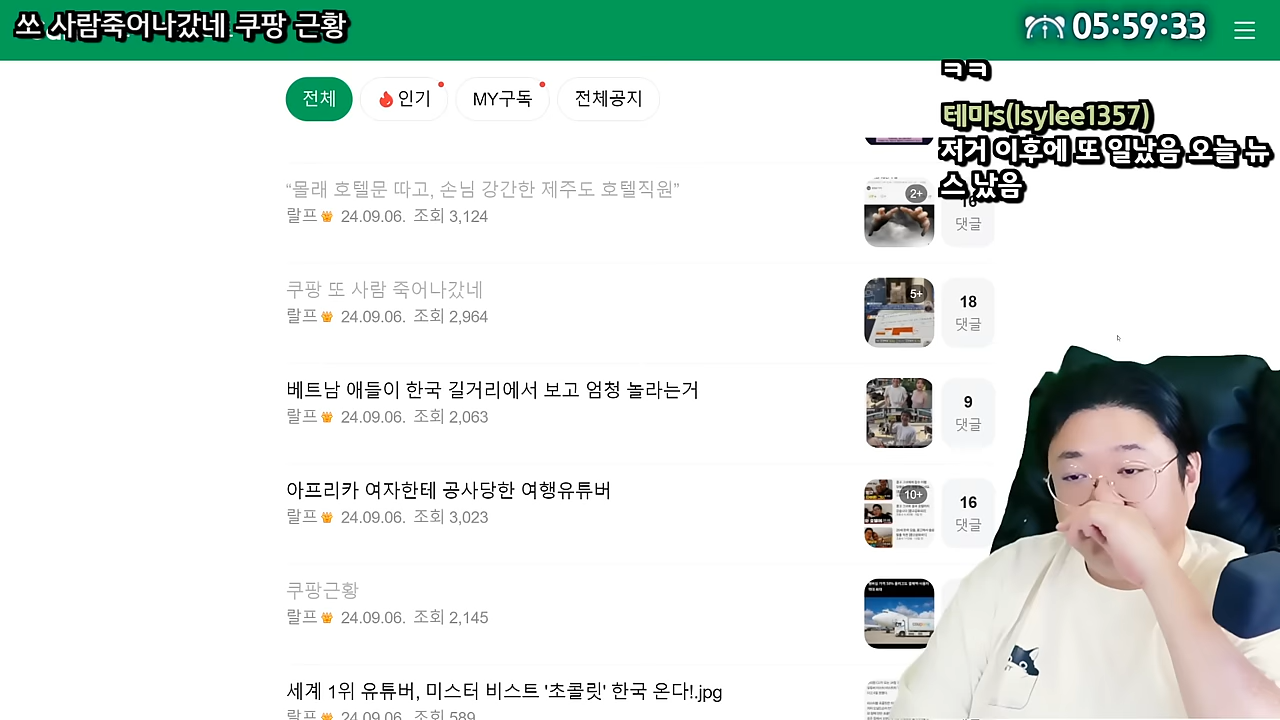 쏘 사람죽어나갔네 쿠팡 근황
05:59:33
전체
인기
MY구독
전체공지
ㅋㅋ
테마s(lsylee1357)
저거 이후에 또 일났음 오늘 뉴
스 났음
“몰래 호텔문 따고, 손님 강간한 제주도 호텔직원”
랄프 24.09.06. 조회 3,124
2+
16
댓글
쿠팡 또 사람 죽어나갔네
랄프 24.09.06. 조회 2,964
5+
18
댓글
베트남 애들이 한국 길거리에서 보고 엄청 놀라는거
랄프 24.09.06. 조회 2,063
9
댓글
아프리카 여자한테 공사당한 여행유튜버
랄프 24.09.06. 조회 3,289
10+
16
댓글
쿠팡근황
랄프 24.09.06. 조회 2,145
세계 1위 유튜버, 미스터 비스트 '초콜릿' 한국 온다!.jpg
랄프 24.09.06. 조회